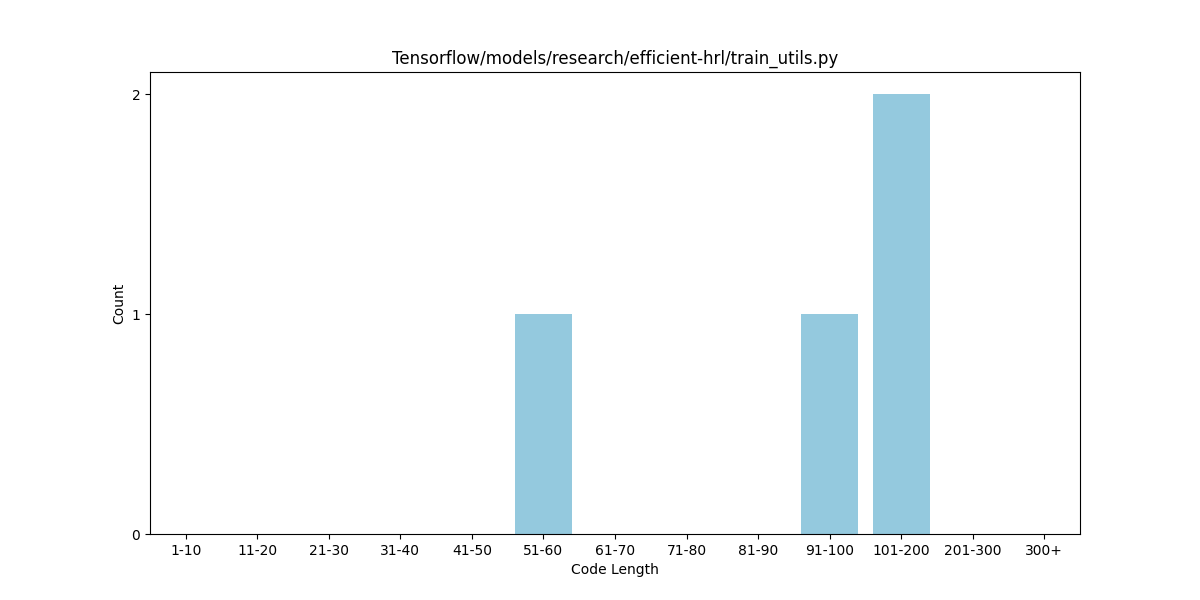 Tensorflow/models/research/efficient-hrl/train_utils.py
2
1
0
Count
1-10 11-20 21-30 31-40 41-50 51-60 61-70 71-80 81-90 91-100 101-200 201-300 300+
Code Length